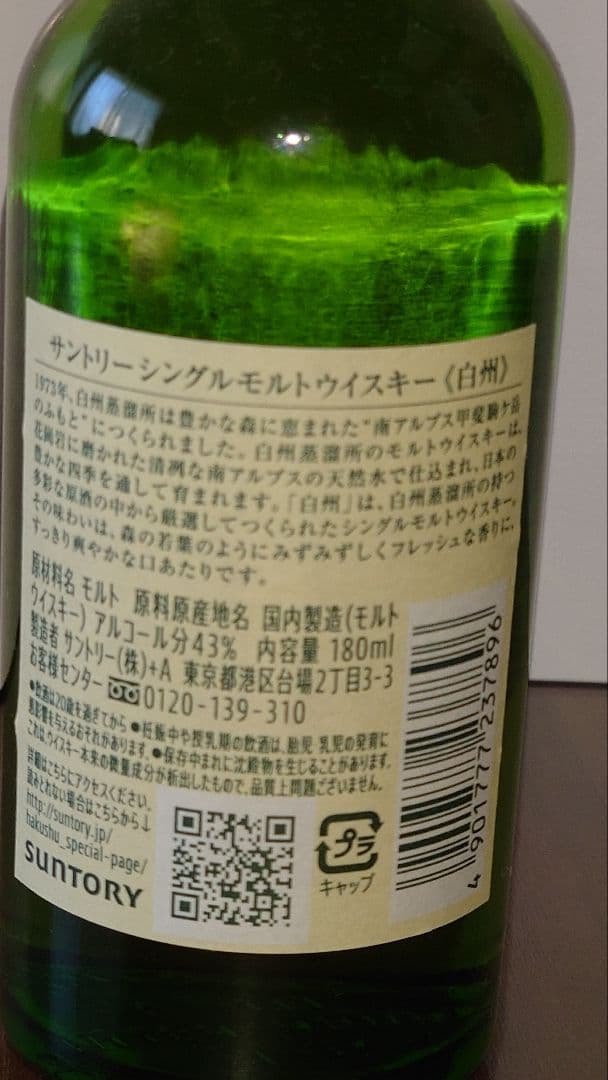 サントリーシングルモルトウイスキー《白州》
1973年、白州蒸溜所は豊かな森に恵まれた"南アルプス甲斐駒ケ岳
のふもと"につくられました。白州蒸溜所のモルトウイスキーは、
花崗岩に磨かれた清冽な南アルプスの天然水で仕込まれ、日本の
豊かな四季を通して育まれます。「白州」は、白州蒸溜所の持つ
多彩な原酒の中から厳選してつくられたシングルモルトウイスキー。
その味わいは、森の若葉のようにみずみずしくフレッシュな香りに、
すっきり爽やかな口あたりです。
原材料名 モルト 原料原産地名 国内製造(モルト
ウイスキー) アルコール分43% 内容量 180ml
製造者 サントリー(株)+A 東京都港区台場2丁目3-3
お客様センター 0120-139-310
●飲酒は20歳を過ぎてから ●妊娠中や授乳期の飲酒は、胎児・乳児の発育に
悪影響を与えるおそれがあります。●保存中まれに沈殿物を生じることがあります。
これは、ウイスキー本来の微量成分が析出したもので、品質上問題ございません。
詳細はこちらにアクセスください。
読みとれない場合はこちらから↓
http://suntory.jp/
hakushu_special-page/
SUNTORY
プラ
キャップ
4 901777 237896